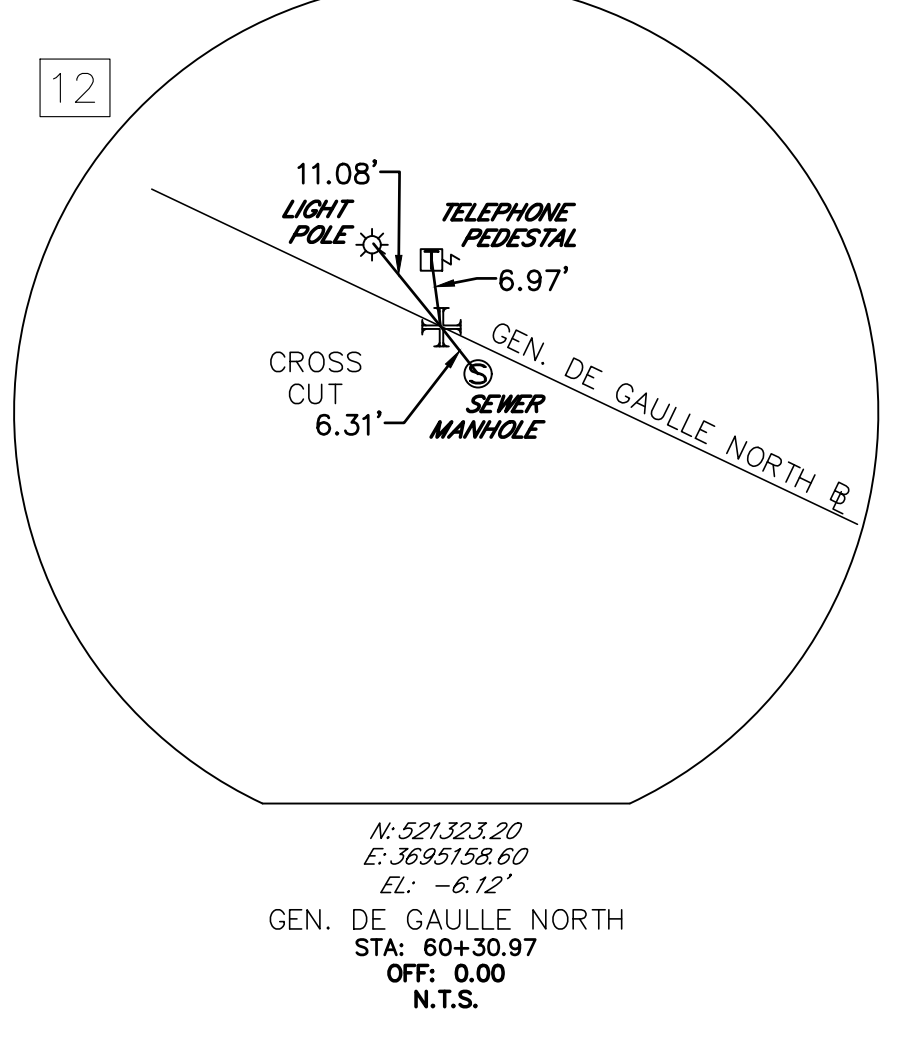 12
11.08'
LIGHT
POLE
TELEPHONE
PEDESTAL
T
6.97'
CROSS
CUT
6.31'
S
SEWER
MANHOLE
GEN. DE GAULLE NORTH BL
N: 521323.20
E: 3695158.60
EL: -6.12'
GEN. DE GAULLE NORTH
STA: 60+30.97
OFF: 0.00
N.T.S.